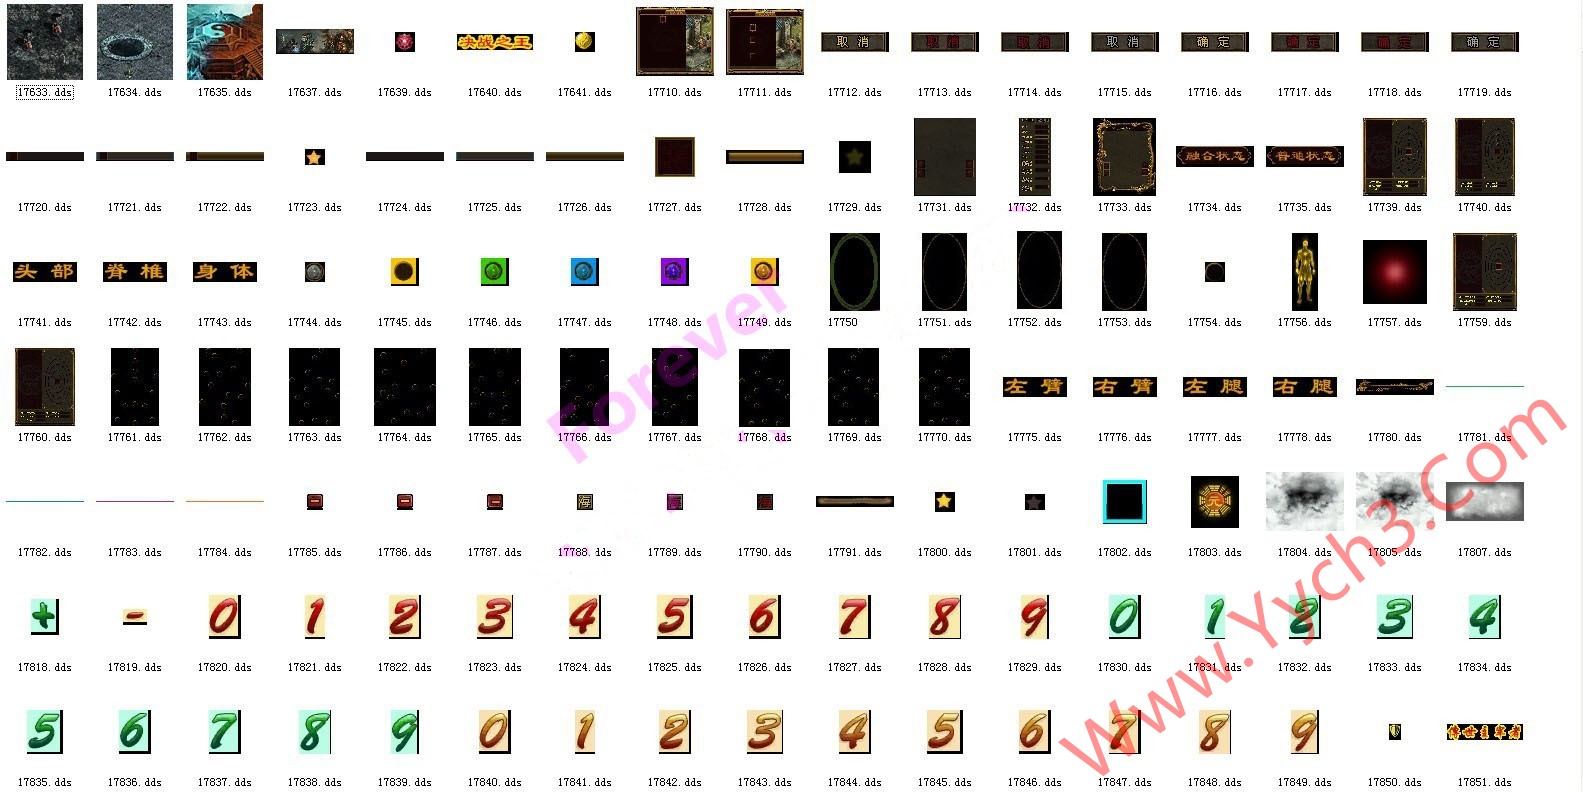 决战之王
取消 取消 取消 取消 确定 确定 确定 确定
17633.dds 17634.dds 17635.dds 17637.dds 17639.dds 17640.dds 17641.dds 17710.dds 17711.dds 17712.dds 17713.dds 17714.dds 17715.dds 17716.dds 17717.dds 17718.dds 17719.dds
融合状态 普通状态
17720.dds 17721.dds 17722.dds 17723.dds 17724.dds 17725.dds 17726.dds 17727.dds 17728.dds 17729.dds 17731.dds 17732.dds 17733.dds 17734.dds 17735.dds 17739.dds 17740.dds
头部 脊椎 身体
17741.dds 17742.dds 17743.dds 17744.dds 17745.dds 17746.dds 17747.dds 17748.dds 17749.dds 17750 17751.dds 17752.dds 17753.dds 17754.dds 17756.dds 17757.dds 17759.dds
左臂 右臂 左腿 右腿
17760.dds 17761.dds 17762.dds 17763.dds 17764.dds 17765.dds 17766.dds 17767.dds 17768.dds 17769.dds 17770.dds 17775.dds 17776.dds 17777.dds 17778.dds 17780.dds 17781.dds
元
17782.dds 17783.dds 17784.dds 17785.dds 17786.dds 17787.dds 17788.dds 17789.dds 17790.dds 17791.dds 17800.dds 17801.dds 17802.dds 17803.dds 17804.dds 17805.dds 17807.dds
+ - 0 1 2 3 4 5 6 7 8 9 0 1 2 3 4
17818.dds 17819.dds 17820.dds 17821.dds 17822.dds 17823.dds 17824.dds 17825.dds 17826.dds 17827.dds 17828.dds 17829.dds 17830.dds 17831.dds 17832.dds 17833.dds 17834.dds
5 6 7 8 9 0 1 2 3 4 5 6 7 8 9 传世主宰者
17835.dds 17836.dds 17837.dds 17838.dds 17839.dds 17840.dds 17841.dds 17842.dds 17843.dds 17844.dds 17845.dds 17846.dds 17847.dds 17848.dds 17849.dds 17850.dds 17851.dds
Forever
Www.Yych3.Com